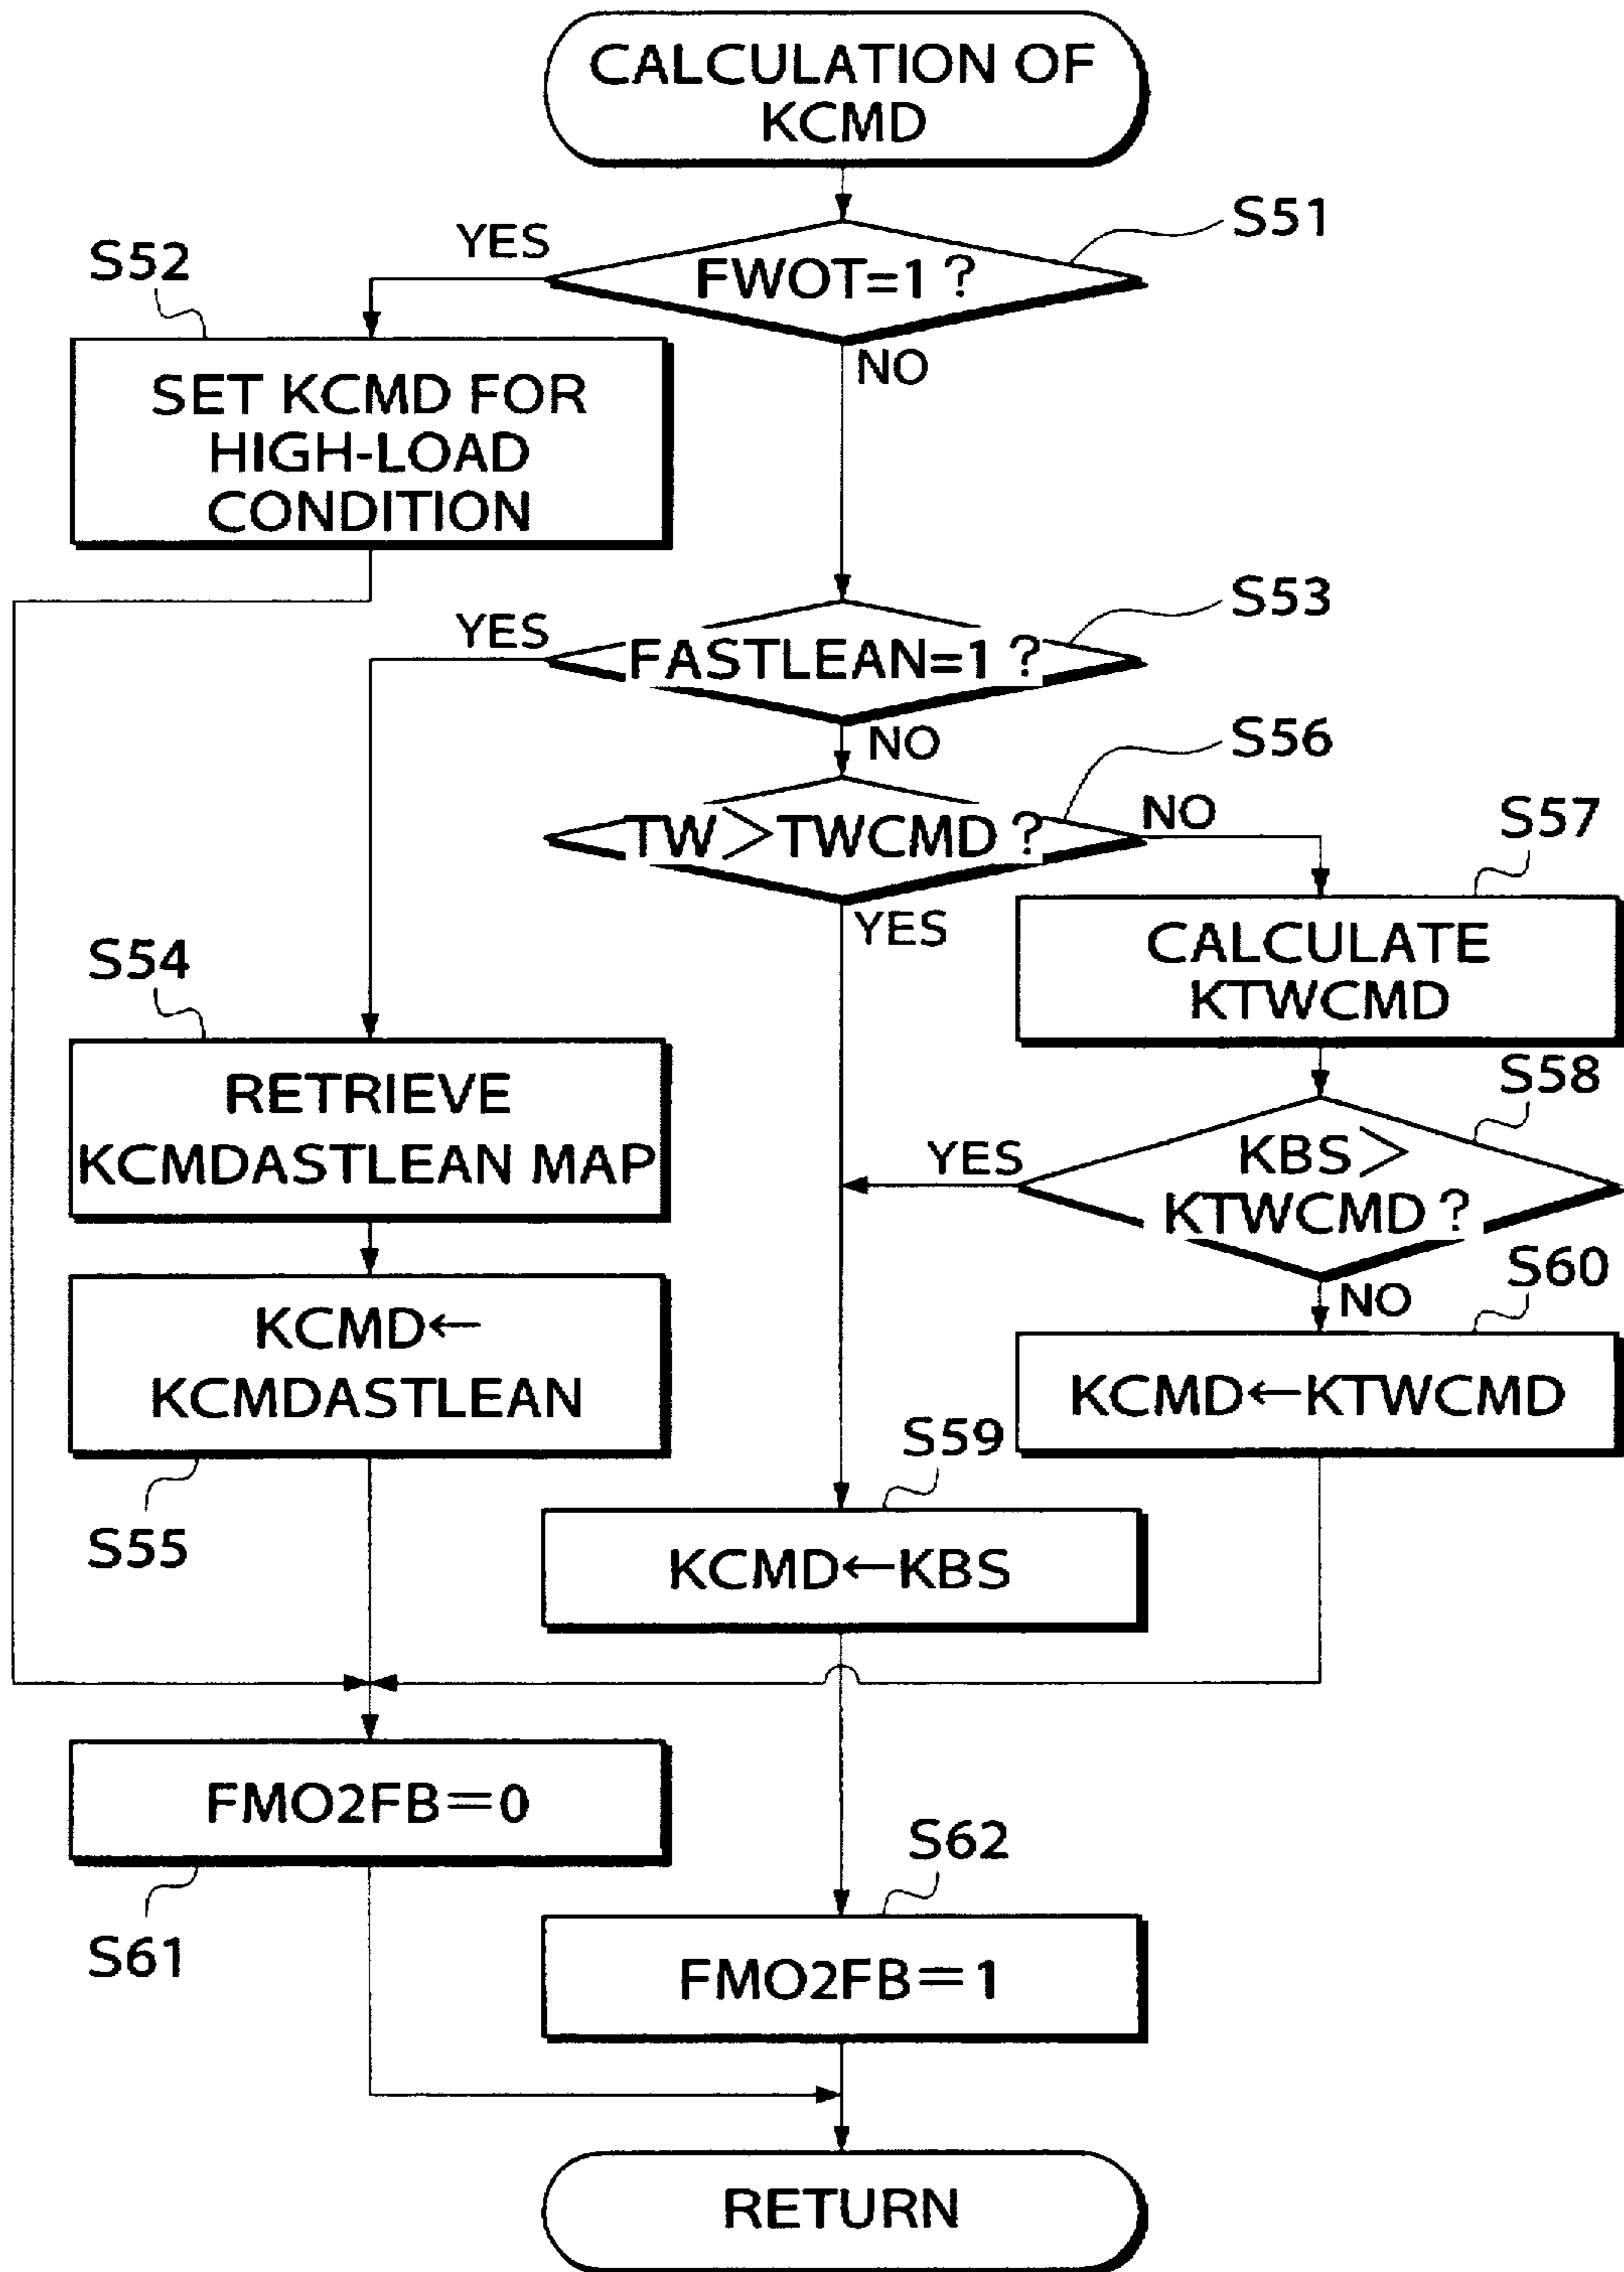 CALCULATION OF
KCMD
S51
YES
FWOT=1?
S52
NO
SET KCMD FOR
HIGH-LOAD
CONDITION
S53
YES
FASTLEAN=1?
NO
S56
TW>TWCMD?
NO
S57
YES
CALCULATE
KTWCMD
S54
RETRIEVE
KCMDASTLEAN MAP
S58
YES
KBS>
KTWCMD?
S60
NO
KCMD←
KCMDASTLEAN
KCMD←KTWCMD
S59
S55
KCMD←KBS
FMO2FB=0
S62
S61
FMO2FB=1
RETURN